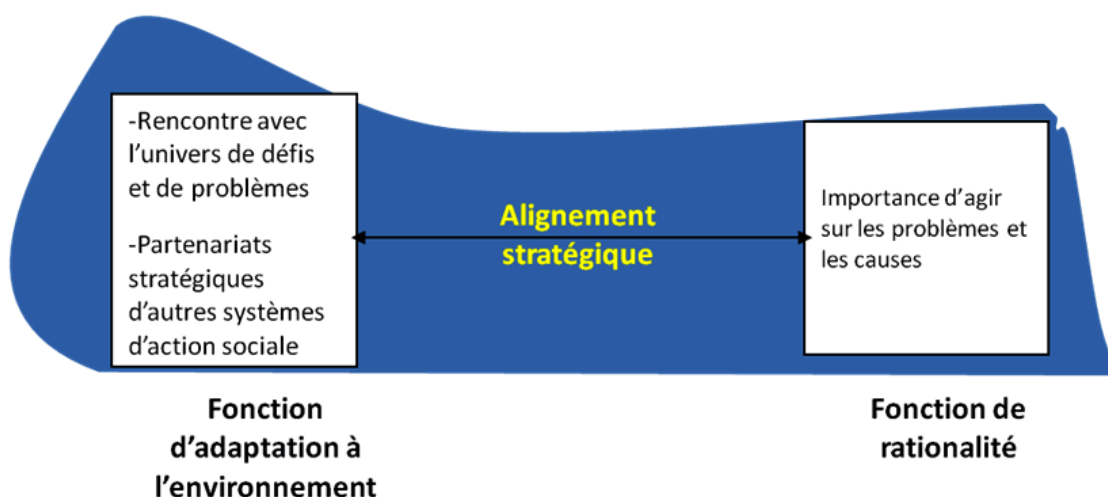 -Rencontre avec
l’univers de défis
et de problèmes
-Partenariats
stratégiques
d’autres systèmes
d’action sociale
Alignement
stratégique
Importance d’agir
sur les problèmes et
les causes
Fonction
d’adaptation à
l’environnement
Fonction de
rationalité